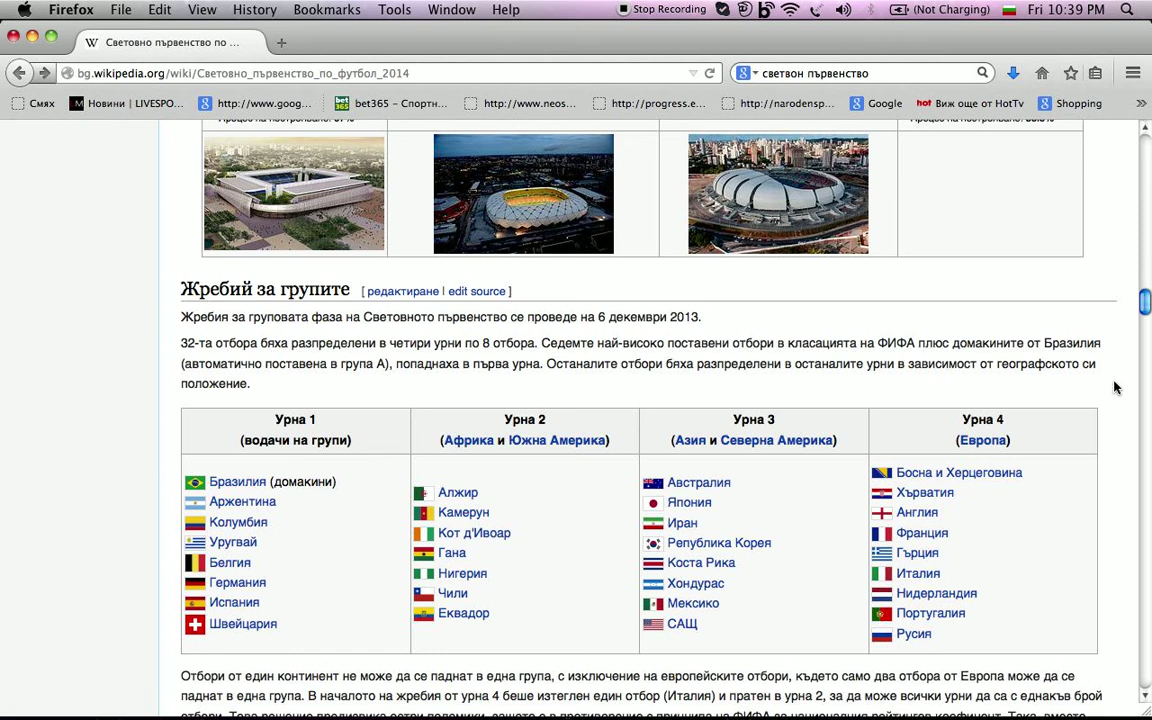 Firefox File Edit View History Bookmarks Tools Window Help Stop Recording (Not Charging) Fri 10:39 PM
Световно първенство по ...
bg.wikipedia.org/wiki/Световно_първенство_по_футбол_2014
светвон първенство
Смях
Новини | LIVESPO...
http://www.goog...
bet365 – Спортн...
http://www.neos...
http://progress.e...
http://narodensp...
Google
hot Виж още от HotTv
Shopping
Жребий за групите [ редактиране | edit source ]
Жребия за груповата фаза на Световното първенство се проведе на 6 декември 2013.
32-та отбора бяха разпределени в четири урни по 8 отбора. Седемте най-високо поставени отбори в класацията на ФИФА плюс домакините от Бразилия
(автоматично поставена в група А), попаднаха в първа урна. Останалите отбори бяха разпределени в останалите урни в зависимост от географското си
положение.
Урна 1
(водачи на групи)
Бразилия (домакини)
Аржентина
Колумбия
Уругвай
Белгия
Германия
Испания
Швейцария
Урна 2
(Африка и Южна Америка)
Алжир
Камерун
Кот д'Ивоар
Гана
Нигерия
Чили
Еквадор
Урна 3
(Азия и Северна Америка)
Австралия
Япония
Иран
Република Корея
Коста Рика
Хондурас
Мексико
САЩ
Урна 4
(Европа)
Босна и Херцеговина
Хърватия
Англия
Франция
Гърция
Италия
Нидерландия
Португалия
Русия
Отбори от един континент не може да се паднат в една група, с изключение на европейските отбори, където само два отбора от Европа може да се
паднат в една група. В началото на жребия от урна 4 беше изтеглен един отбор (Италия) и пратен в урна 2, за да може всички урни да са с еднакъв брой